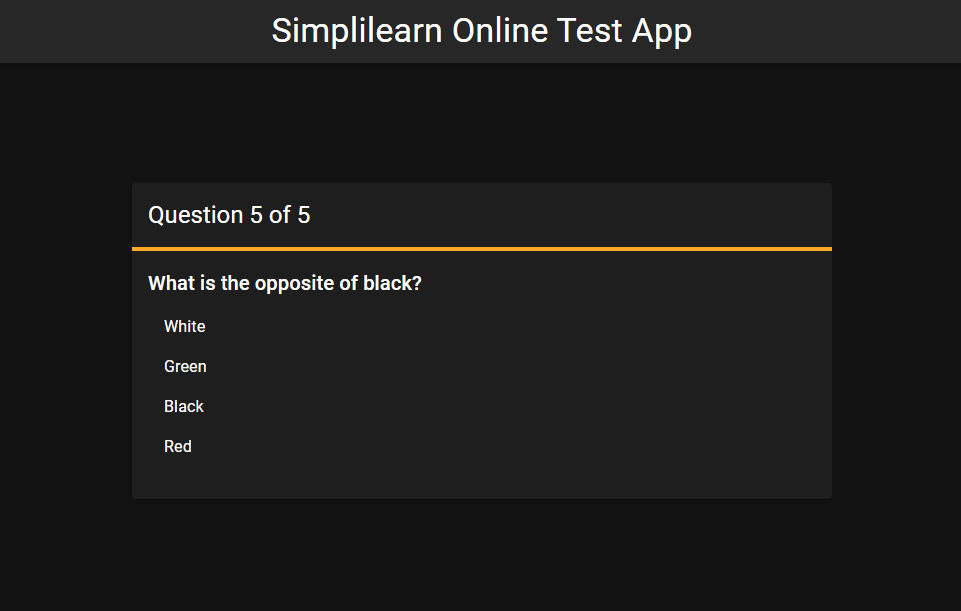 Simplilearn Online Test App
Question 5 of 5
What is the opposite of black?
White
Green
Black
Red